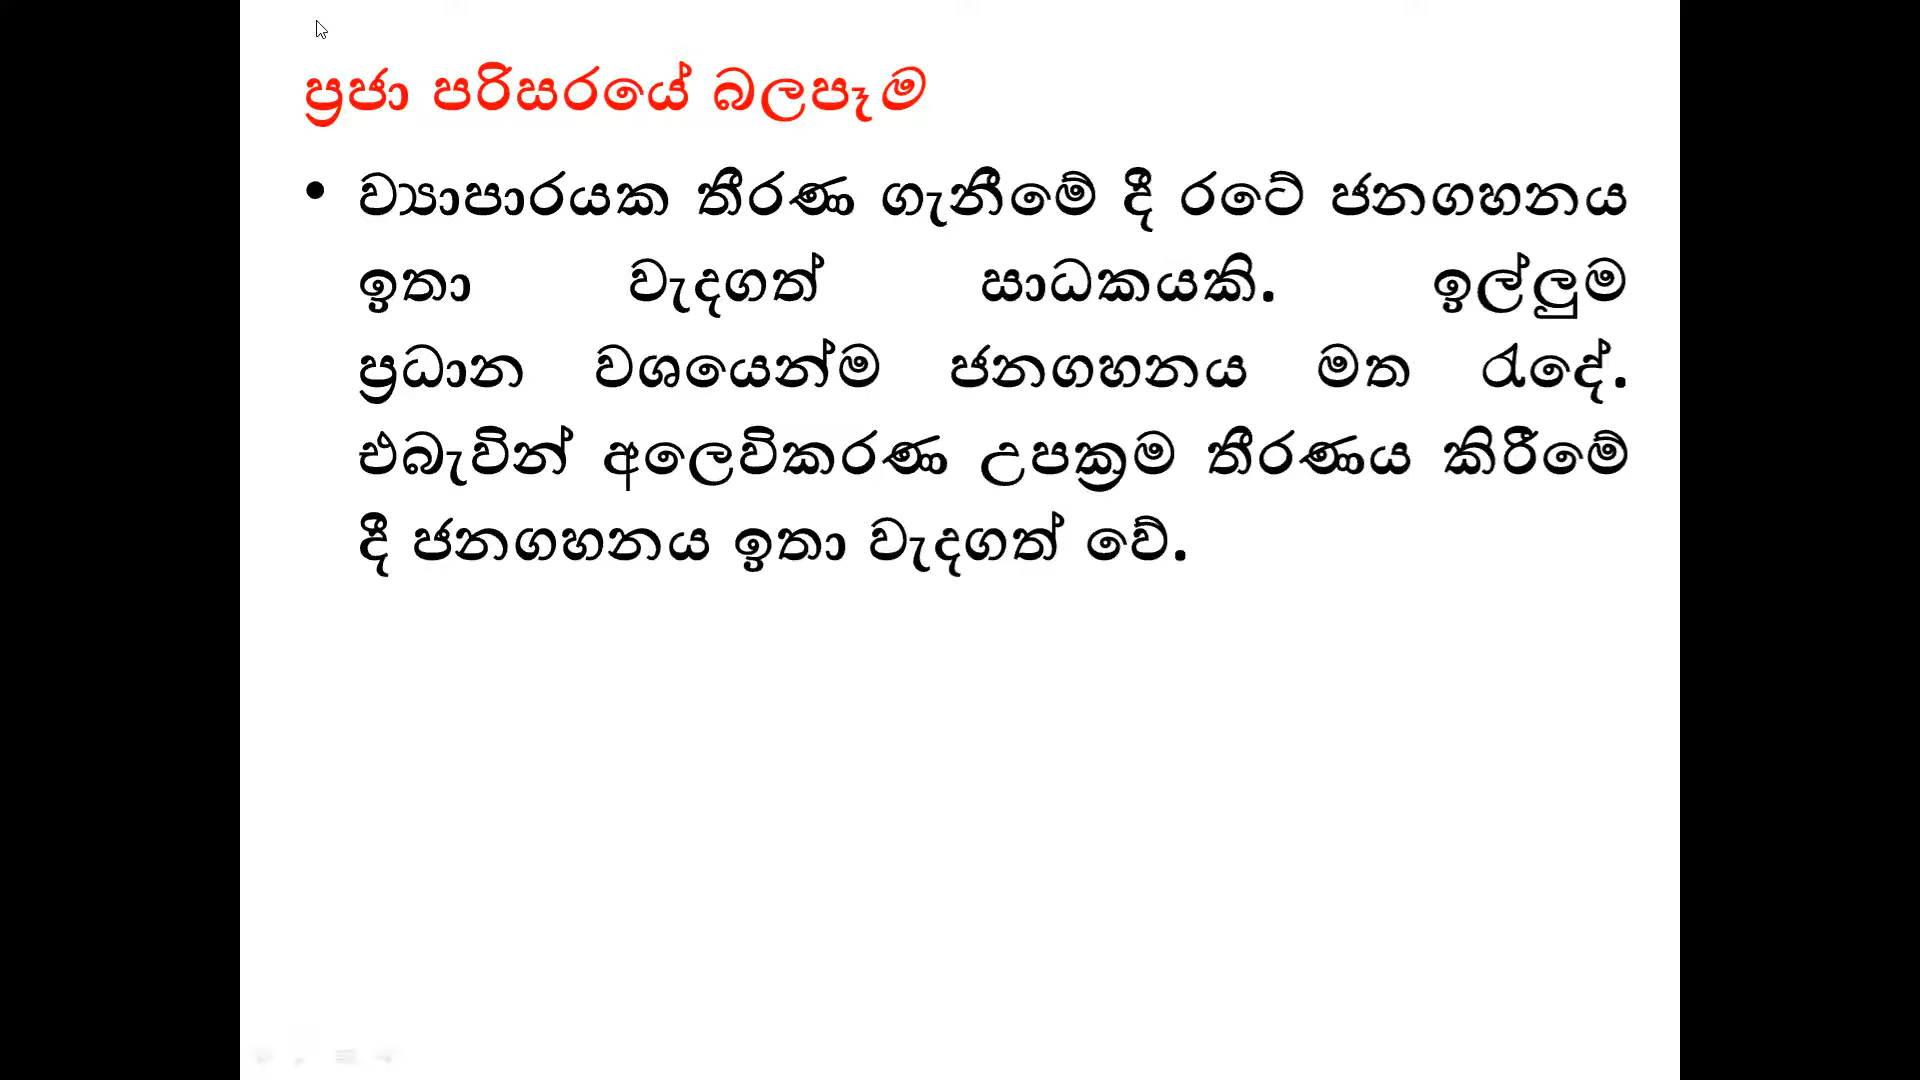 ප්‍රජා පරිසරයේ බලපෑම
• ව්‍යාපාරයක තීරණ ගැනීමේ දී රටේ ජනගහනය
ඉතා වැදගත් සාධකයකි. ඉල්ලුම
ප්‍රධාන වශයෙන්ම ජනගහනය මත රැඳේ.
එබැවින් අලෙවිකරණ උපක්‍රම තීරණය කිරීමේ
දී ජනගහනය ඉතා වැදගත් වේ.